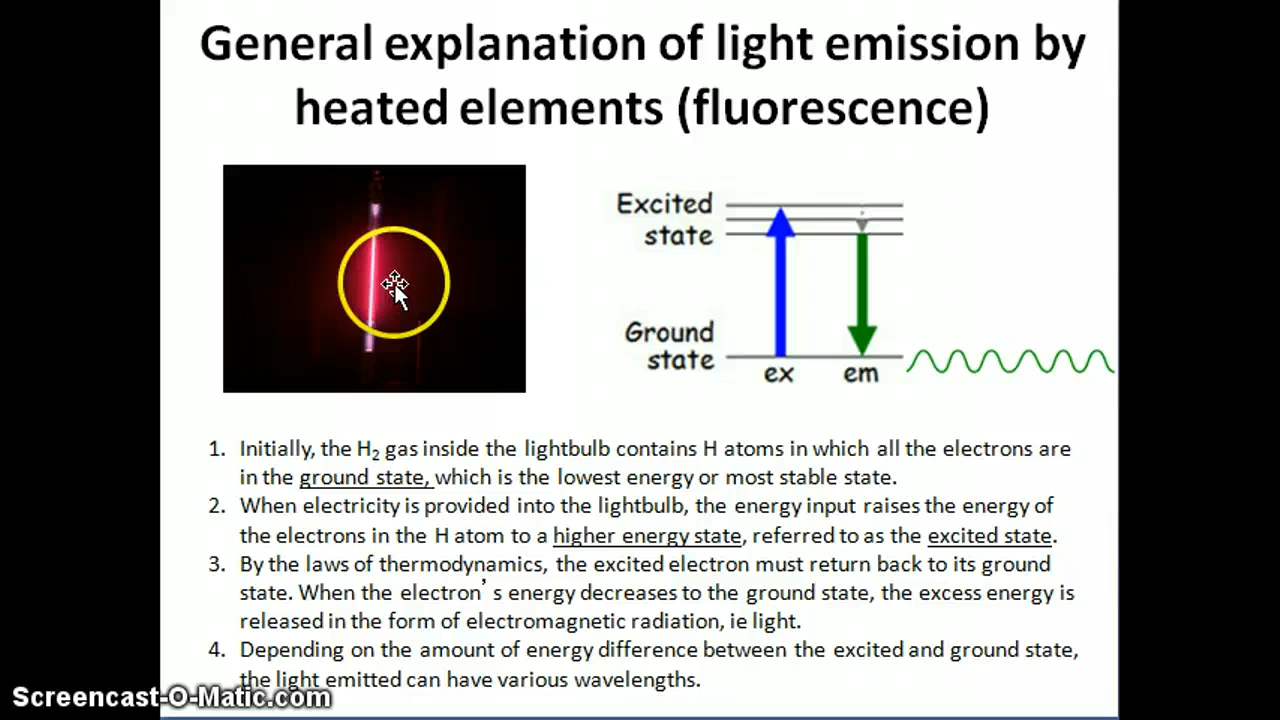 General explanation of light emission by
heated elements (fluorescence)
Excited
state
Ground
state
ex
em
1. Initially, the H₂ gas inside the lightbulb contains H atoms in which all the electrons are
in the ground state, which is the lowest energy or most stable state.
2. When electricity is provided into the lightbulb, the energy input raises the energy of
the electrons in the H atom to a higher energy state, referred to as the excited state.
3. By the laws of thermodynamics, the excited electron must return back to its ground
state. When the electron’s energy decreases to the ground state, the excess energy is
released in the form of electromagnetic radiation, ie light.
4. Depending on the amount of energy difference between the excited and ground state,
the light emitted can have various wavelengths.
Screencast-O-Matic.com